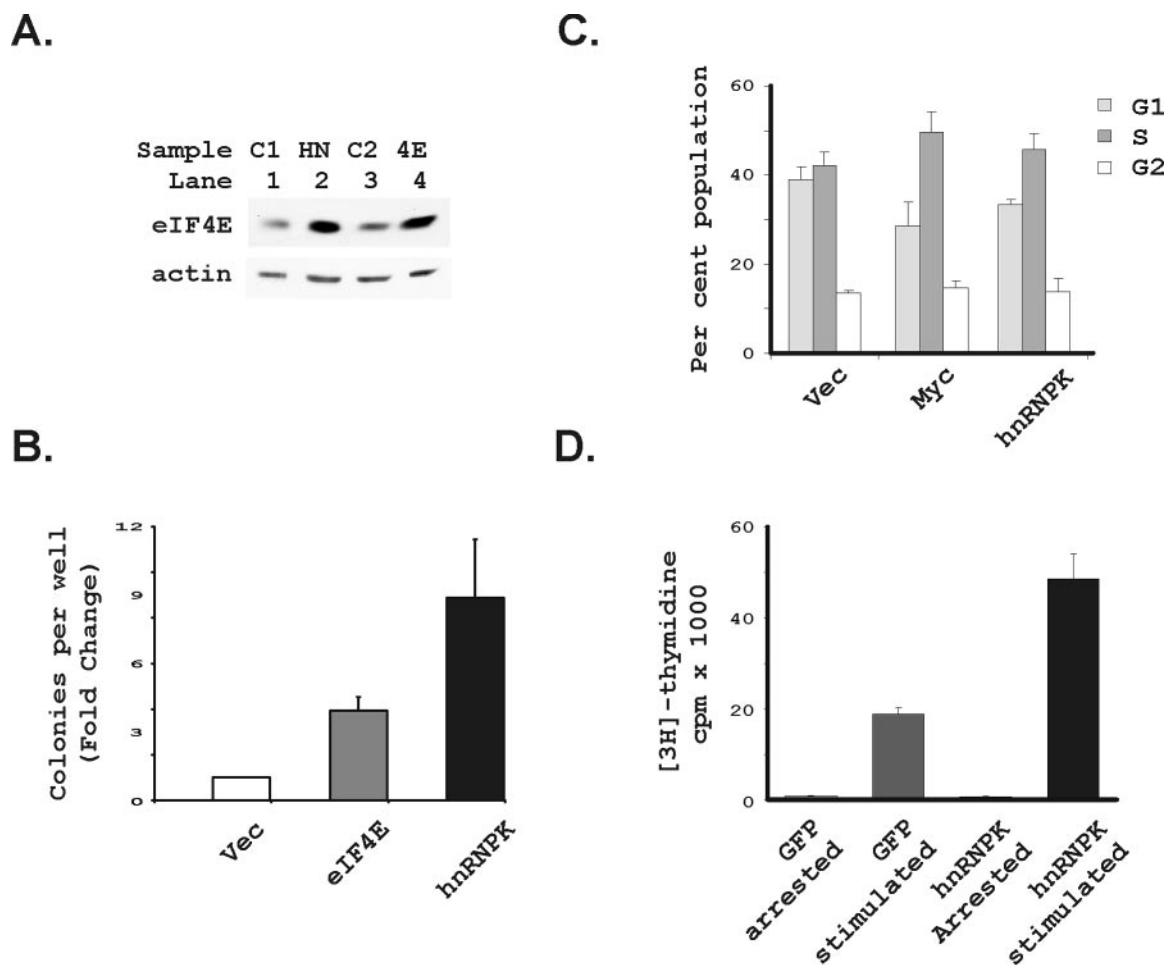 A.
Sample C1 HN C2 4E
Lane 1 2 3 4
eIF4E
actin
B.
Colonies per well
(Fold Change)
12
9
6
3
0
Vec
eIF4E
hnRNPK
C.
Per cent population
60
40
20
0
Vec
Myc
hnRNPK
G1
S
G2
D.
[3H]-thymidine
cpm x 1000
60
40
20
0
GFP
arrested
GFP
stimulated
hnRNPK
Arrested
hnRNPK
stimulated